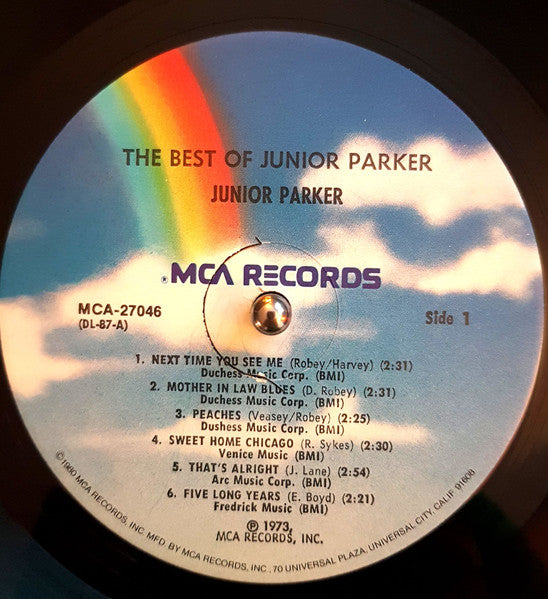 THE BEST OF JUNIOR PARKER
JUNIOR PARKER
®MCA RECORDS
MCA-27046
(DL-87-A)
Side 1
1. NEXT TIME YOU SEE ME (Robey/Harvey) (2:31)
Duchess Music Corp. (BMI)
2. MOTHER IN LAW BLUES (D. Robey) (2:31)
Duchess Music Corp. (BMI)
3. PEACHES (Veasey/Robey) (2:25)
Dushess Music Corp. (BMI)
4. SWEET HOME CHICAGO (R. Sykes) (2:30)
Venice Music (BMI)
5. THAT'S ALRIGHT (J. Lane) (2:54)
Arc Music Corp. (BMI)
6. FIVE LONG YEARS (E. Boyd) (2:21)
Fredrick Music (BMI)
℗ 1973,
MCA RECORDS, INC.
©1980 MCA RECORDS, INC. MFD. BY MCA RECORDS, INC., 70 UNIVERSAL PLAZA, UNIVERSAL CITY, CALIF. 91608